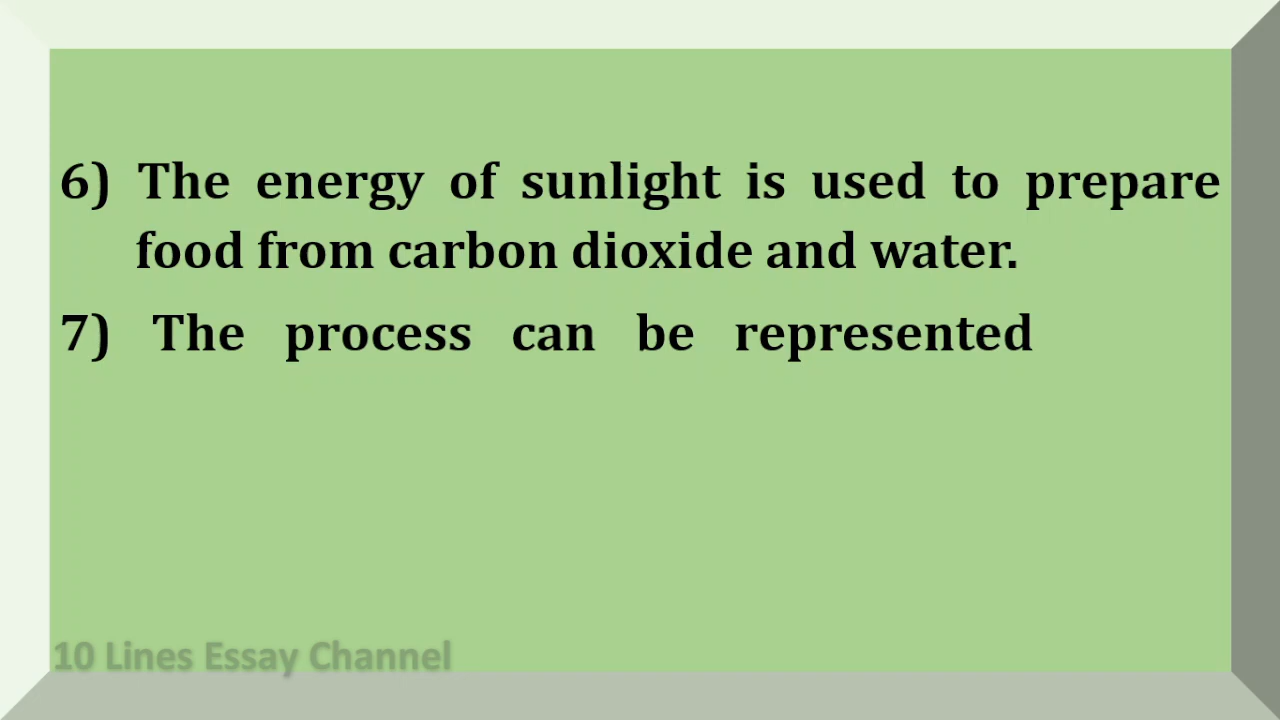 6) The energy of sunlight is used to prepare
food from carbon dioxide and water.
7) The process can be represented
10 Lines Essay Channel